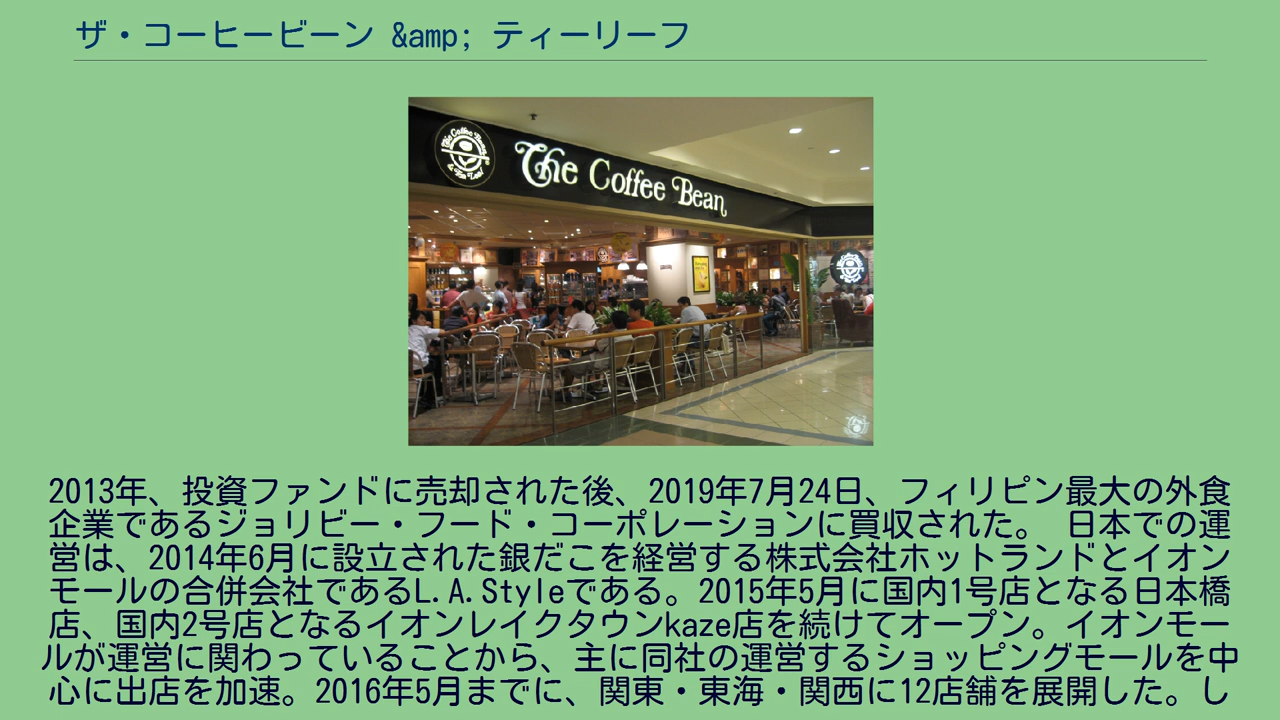 ザ・コーヒービーン &amp; ティーリーフ
The Coffee Bean
2013年、投資ファンドに売却された後、2019年7月24日、フィリピン最大の外食
企業であるジョリビー・フード・コーポレーションに買収された。 日本での運
営は、2014年6月に設立された銀だこを経営する株式会社ホットランドとイオン
モールの合併会社であるL.A.Styleである。2015年5月に国内1号店となる日本橋
店、国内2号店となるイオンレイクタウンkaze店を続けてオープン。イオンモー
ルが運営に関わっていることから、主に同社の運営するショッピングモールを中
心に出店を加速。2016年5月までに、関東・東海・関西に12店舗を展開した。し